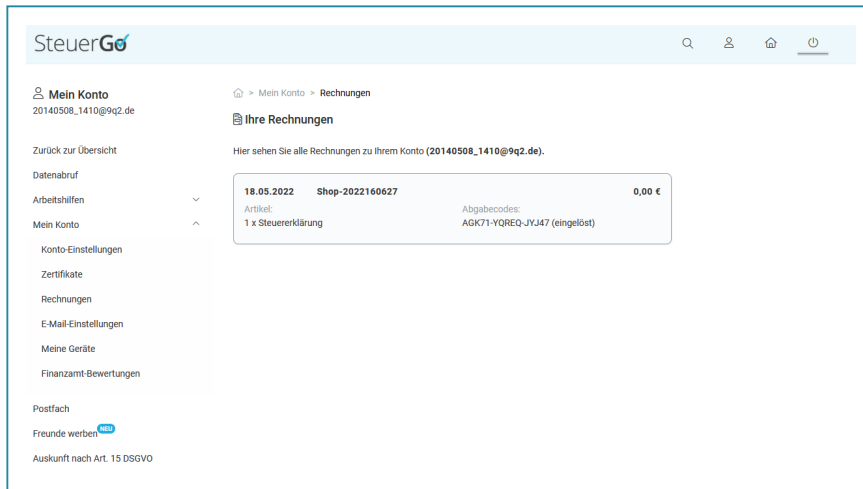 SteuerGo
Mein Konto
20140508_1410@9q2.de
Zurück zur Übersicht
Datenabruf
Arbeitshilfen
Mein Konto
Konto-Einstellungen
Zertifikate
Rechnungen
E-Mail-Einstellungen
Meine Geräte
Finanzamt-Bewertungen
Postfach
Freunde werben NEU
Auskunft nach Art. 15 DSGVO
> Mein Konto > Rechnungen
Ihre Rechnungen
Hier sehen Sie alle Rechnungen zu Ihrem Konto (20140508_1410@9q2.de).
18.05.2022 Shop-2022160627 0,00 €
Artikel: Abgabecodes:
1 x Steuererklärung AGK71-YQREQ-JYJ47 (eingelöst)